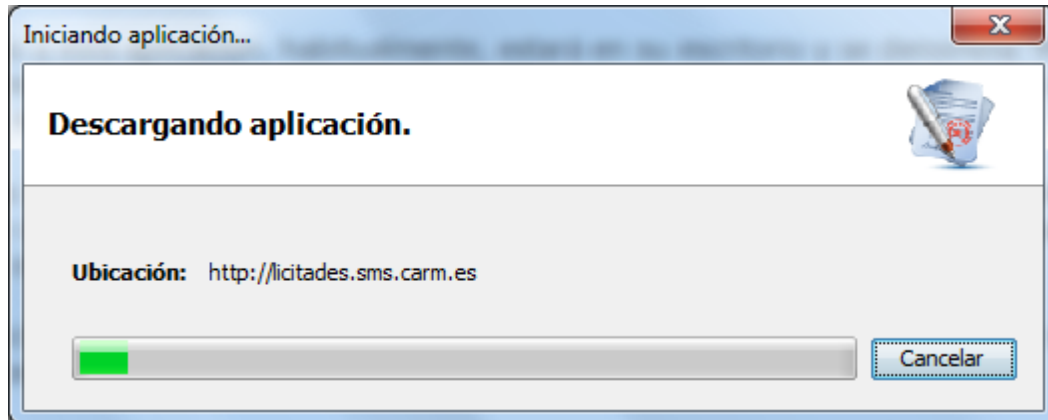 Iniciando aplicación...
Descargando aplicación.
Ubicación: http://licitades.sms.carm.es
Cancelar